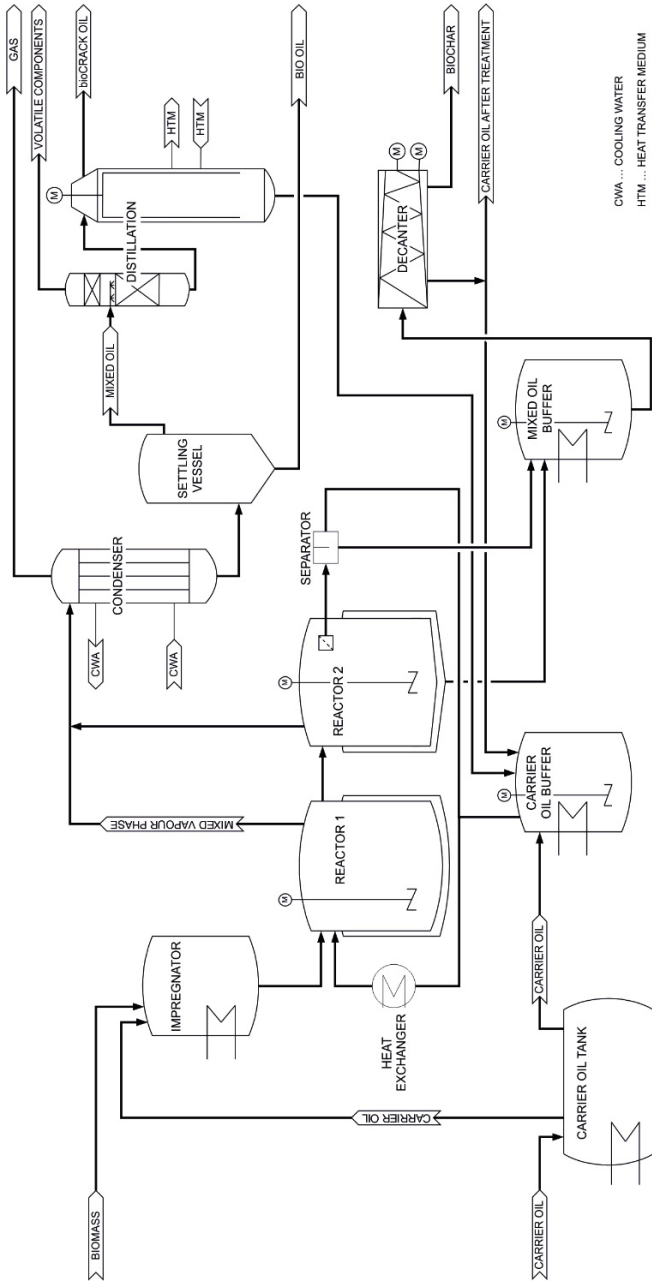 GAS
VOLATILE COMPONENTS
bioCRACK OIL
BIO OIL
BIOCHAR
CARRIER OIL AFTER TREATMENT
CWA ... COOLING WATER
HTM ... HEAT TRANSFER MEDIUM
M
HTM
HTM
DISTILLATION
MIXED OIL
SETTLING
VESSEL
CONDENSER
CWA
CWA
M
M
DECANTER
SEPARATOR
M
MIXED OIL
BUFFER
M
REACTOR 2
MIXED VAPOUR PHASE
M
REACTOR 1
M
CARRIER
OIL BUFFER
IMPREGNATOR
HEAT
EXCHANGER
CARRIER OIL
CARRIER OIL
CARRIER OIL TANK
BIOMASS
CARRIER OIL